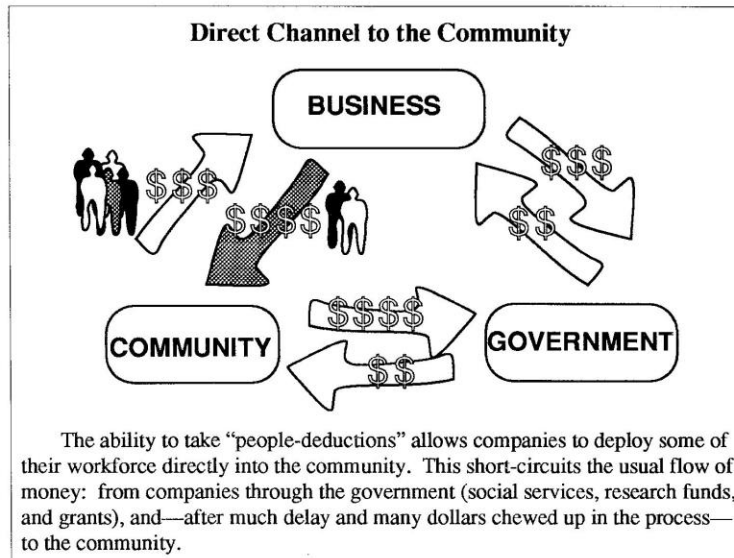 Direct Channel to the Community
BUSINESS
$$$
$$$
$$$$
$$
$$$$
COMMUNITY
GOVERNMENT
$$
The ability to take “people-deductions” allows companies to deploy some of
their workforce directly into the community. This short-circuits the usual flow of
money: from companies through the government (social services, research funds,
and grants), and—after much delay and many dollars chewed up in the process—
to the community.